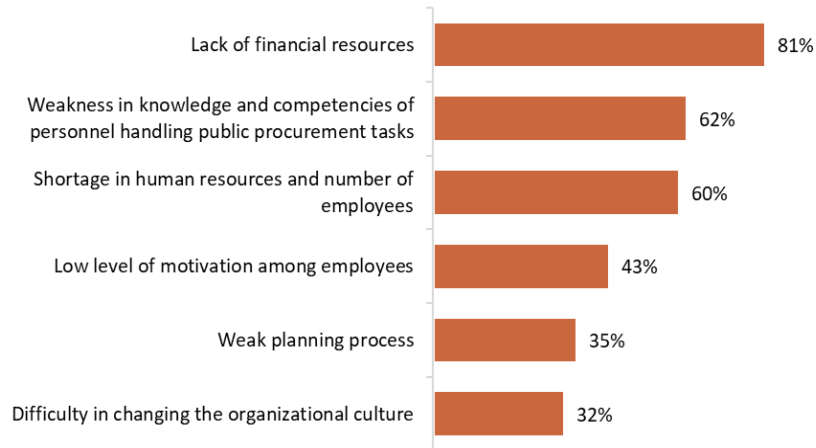 Lack of financial resources
81%
Weakness in knowledge and competencies of
personnel handling public procurement tasks
62%
Shortage in human resources and number of
employees
60%
Low level of motivation among employees
43%
Weak planning process
35%
Difficulty in changing the organizational culture
32%